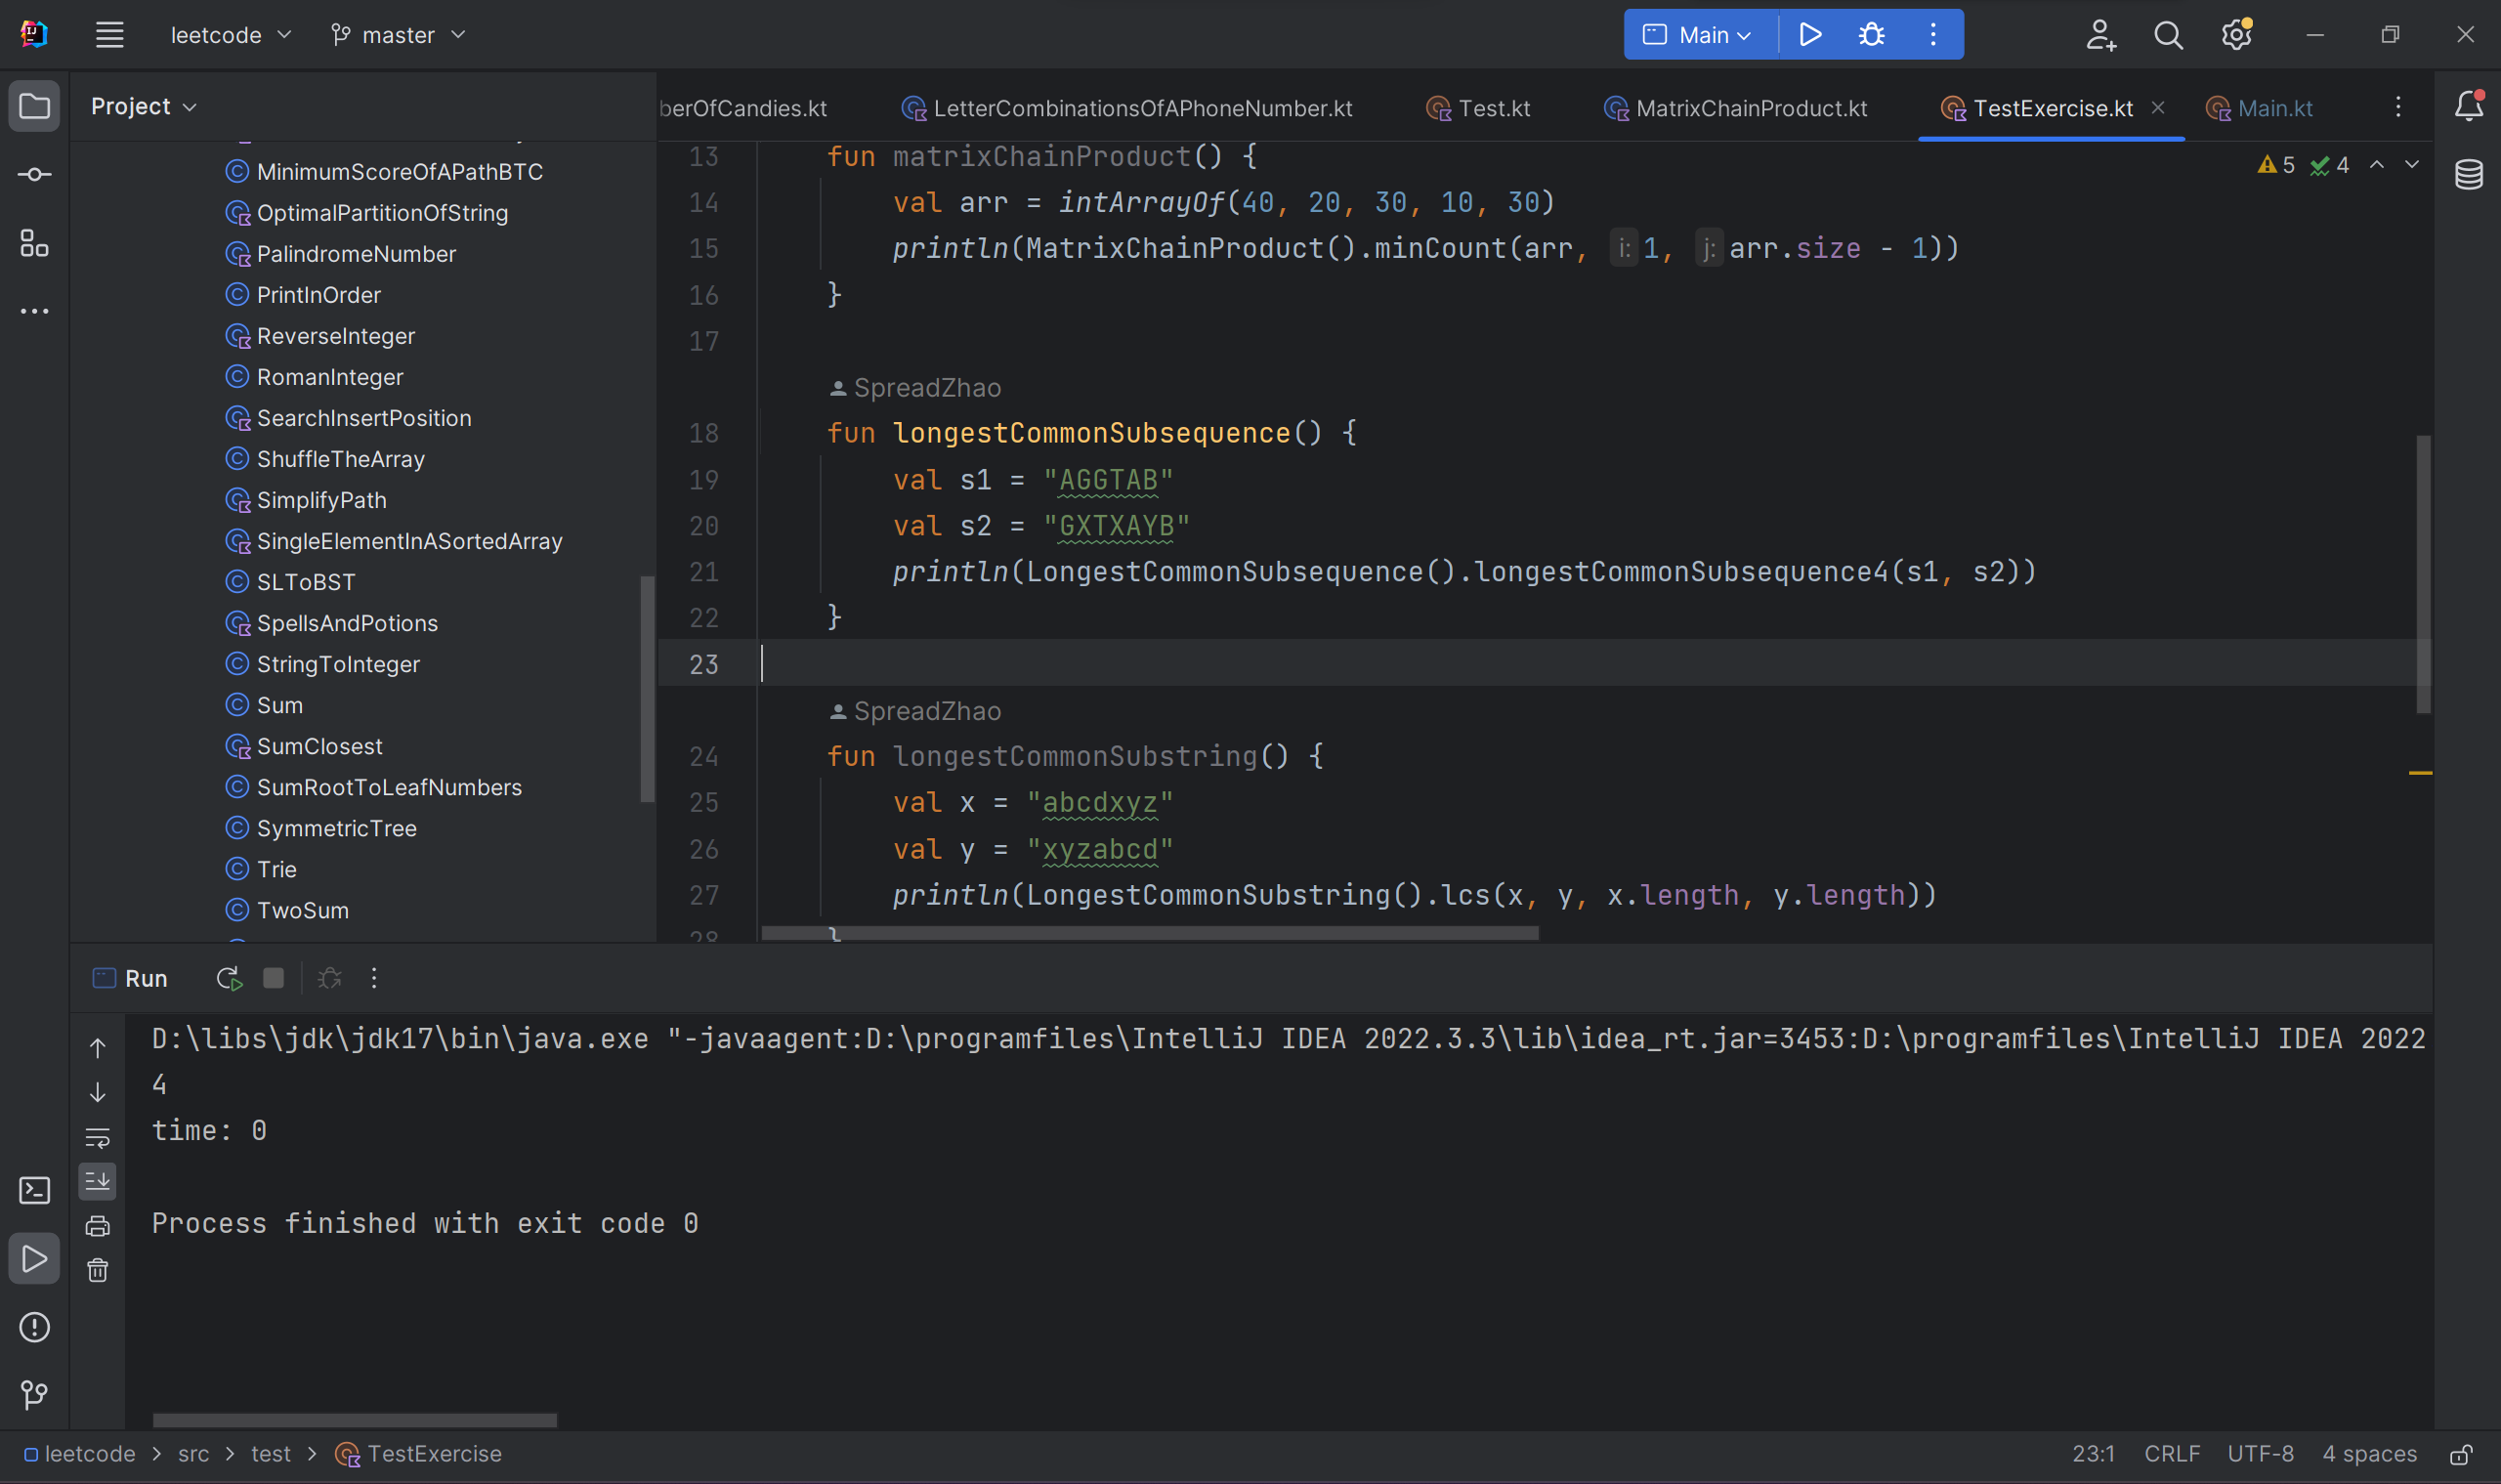 leetcode master Main
Project
berOfCandies.kt LetterCombinationsOfAPhoneNumber.kt Test.kt MatrixChainProduct.kt TestExercise.kt Main.kt
MinimumScoreOfAPathBTC
OptimalPartitionOfString
PalindromeNumber
PrintInOrder
ReverseInteger
RomanInteger
SearchInsertPosition
ShuffleTheArray
SimplifyPath
SingleElementInASortedArray
SLToBST
SpellsAndPotions
StringToInteger
Sum
SumClosest
SumRootToLeafNumbers
SymmetricTree
Trie
TwoSum
5 4
13 fun matrixChainProduct() {
14 val arr = intArrayOf(40, 20, 30, 10, 30)
15 println(MatrixChainProduct().minCount(arr, i: 1, j: arr.size - 1))
16 }
17
SpreadZhao
18 fun longestCommonSubsequence() {
19 val s1 = "AGGTAB"
20 val s2 = "GXTXAYB"
21 println(LongestCommonSubsequence().longestCommonSubsequence4(s1, s2))
22 }
23
SpreadZhao
24 fun longestCommonSubstring() {
25 val x = "abcdxyz"
26 val y = "xyzabcd"
27 println(LongestCommonSubstring().lcs(x, y, x.length, y.length))
28 }
Run
D:\libs\jdk\jdk17\bin\java.exe "-javaagent:D:\programfiles\IntelliJ IDEA 2022.3.3\lib\idea_rt.jar=3453:D:\programfiles\IntelliJ IDEA 2022
4
time: 0
Process finished with exit code 0
leetcode > src > test > TestExercise 23:1 CRLF UTF-8 4 spaces